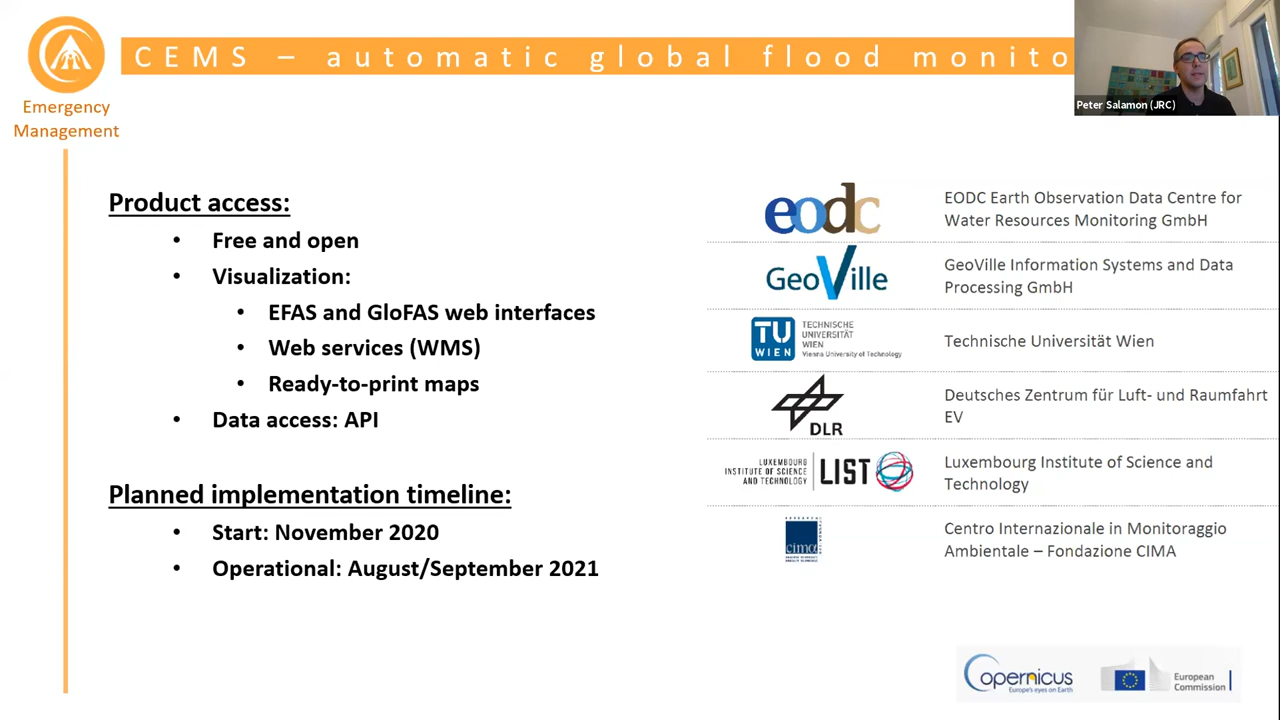 CEMS – automatic global flood monito
Peter Salamon (JRC)
Emergency
Management
Product access:
• Free and open
• Visualization:
• EFAS and GloFAS web interfaces
• Web services (WMS)
• Ready-to-print maps
• Data access: API
Planned implementation timeline:
• Start: November 2020
• Operational: August/September 2021
eodc
EODC Earth Observation Data Centre for
Water Resources Monitoring GmbH
GeoVille
GeoVille Information Systems and Data
Processing GmbH
TU
WIEN
TECHNISCHE
UNIVERSITÄT
WIEN
Vienna University of Technology
Technische Universität Wien
DLR
Deutsches Zentrum für Luft- und Raumfahrt
EV
LUXEMBOURG
INSTITUTE OF SCIENCE
AND TECHNOLOGY
LIST
Luxembourg Institute of Science and
Technology
cima
Centro Internazionale in Monitoraggio
Ambientale – Fondazione CIMA
Copernicus
Europe's eyes on Earth
European
Commission